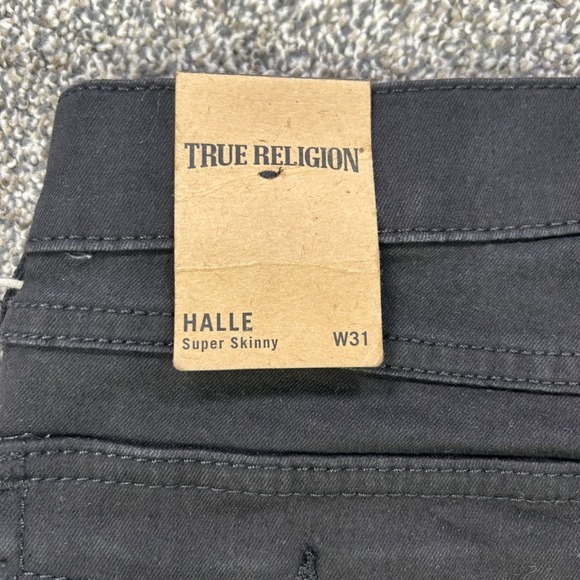 TRUE RELIGION®
HALLE
Super Skinny W31